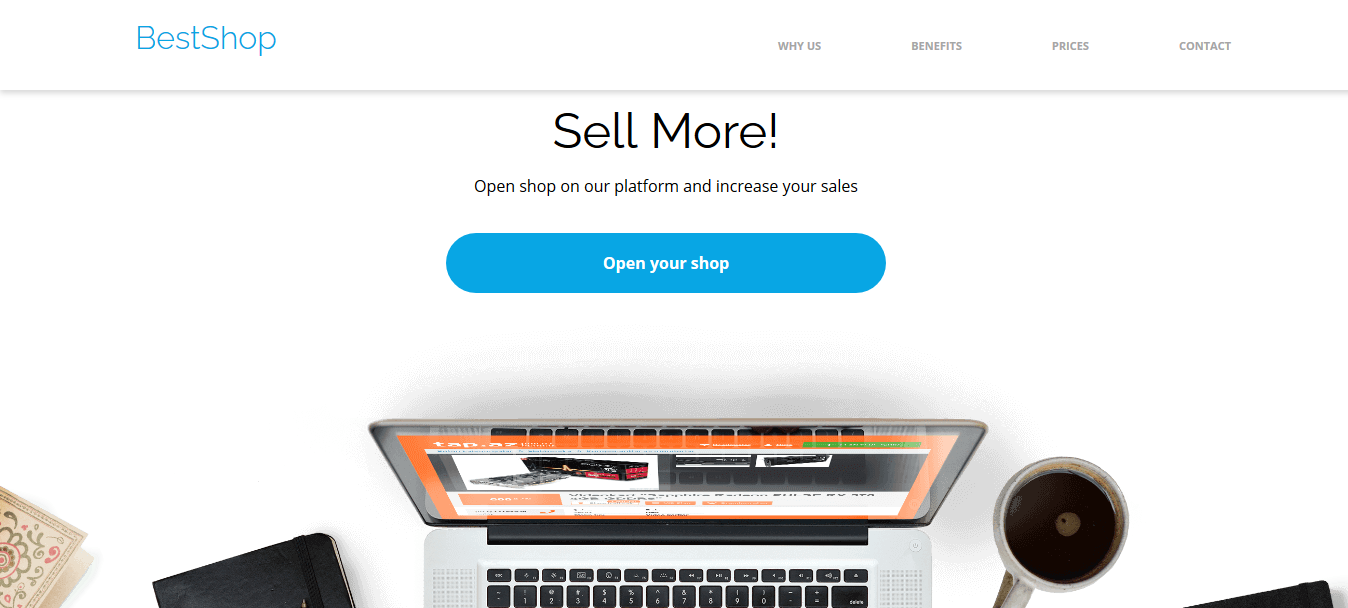 BestShop
WHY US
BENEFITS
PRICES
CONTACT
Sell More!
Open shop on our platform and increase your sales
Open your shop
tap.az
delete